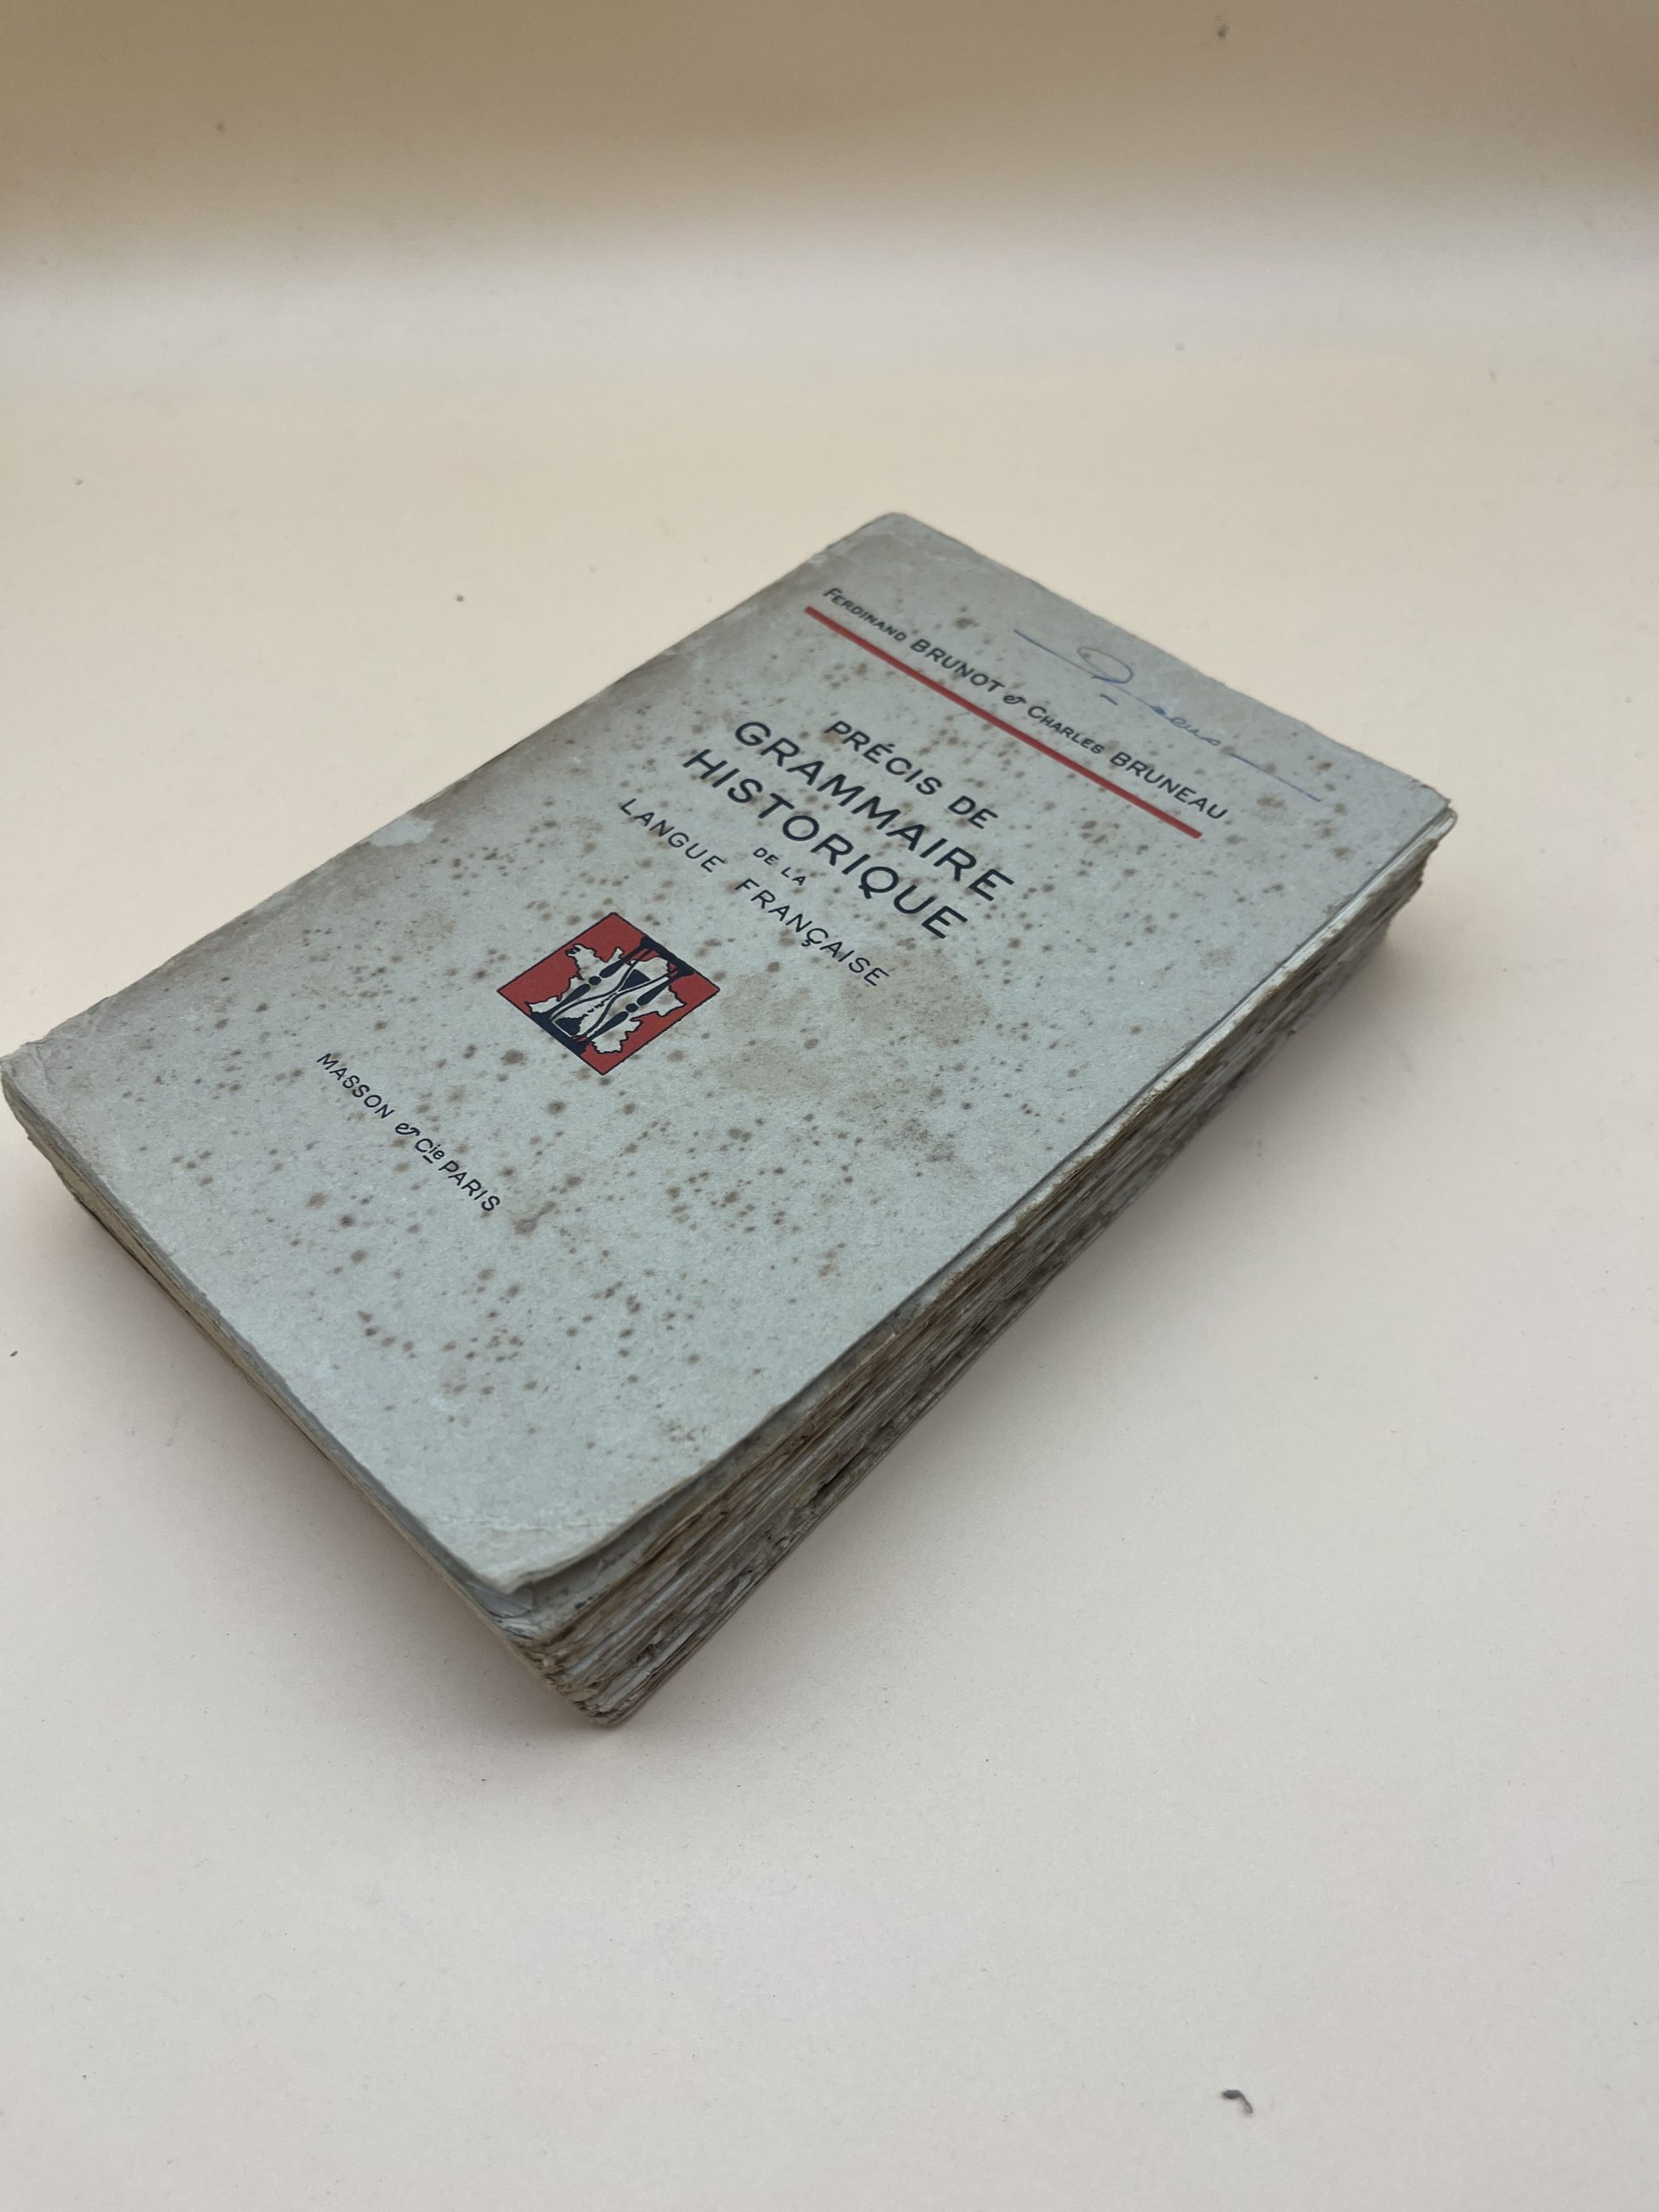 FERDINAND BRUNOT & CHARLES BRUNEAU
PRÉCIS DE
GRAMMAIRE
HISTORIQUE
DE LA
LANGUE FRANÇAISE
MASSON & Cie PARIS